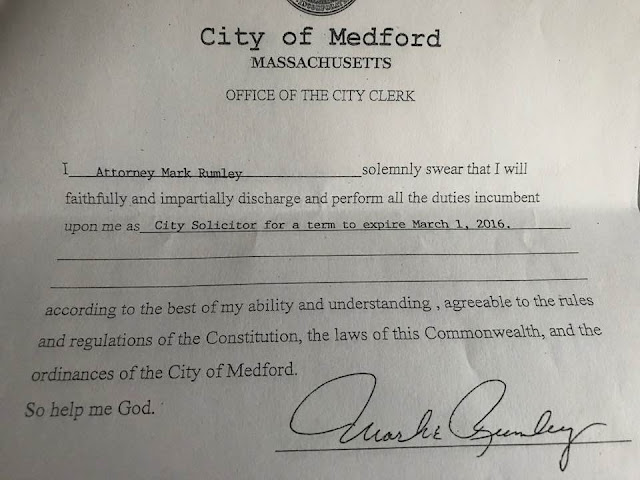 City of Medford
MASSACHUSETTS
OFFICE OF THE CITY CLERK
I Attorney Mark Rumley solemnly swear that I will
faithfully and impartially discharge and perform all the duties incumbent
upon me as City Solicitor for a term to expire March 1, 2016.
according to the best of my ability and understanding , agreeable to the rules
and regulations of the Constitution, the laws of this Commonwealth, and the
ordinances of the City of Medford.
So help me God.
Mark E Rumley